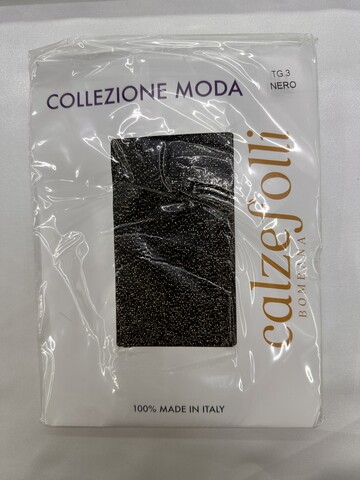 COLLEZIONE MODA
TG.3
NERO
calzefolli
100% MADE IN ITALY